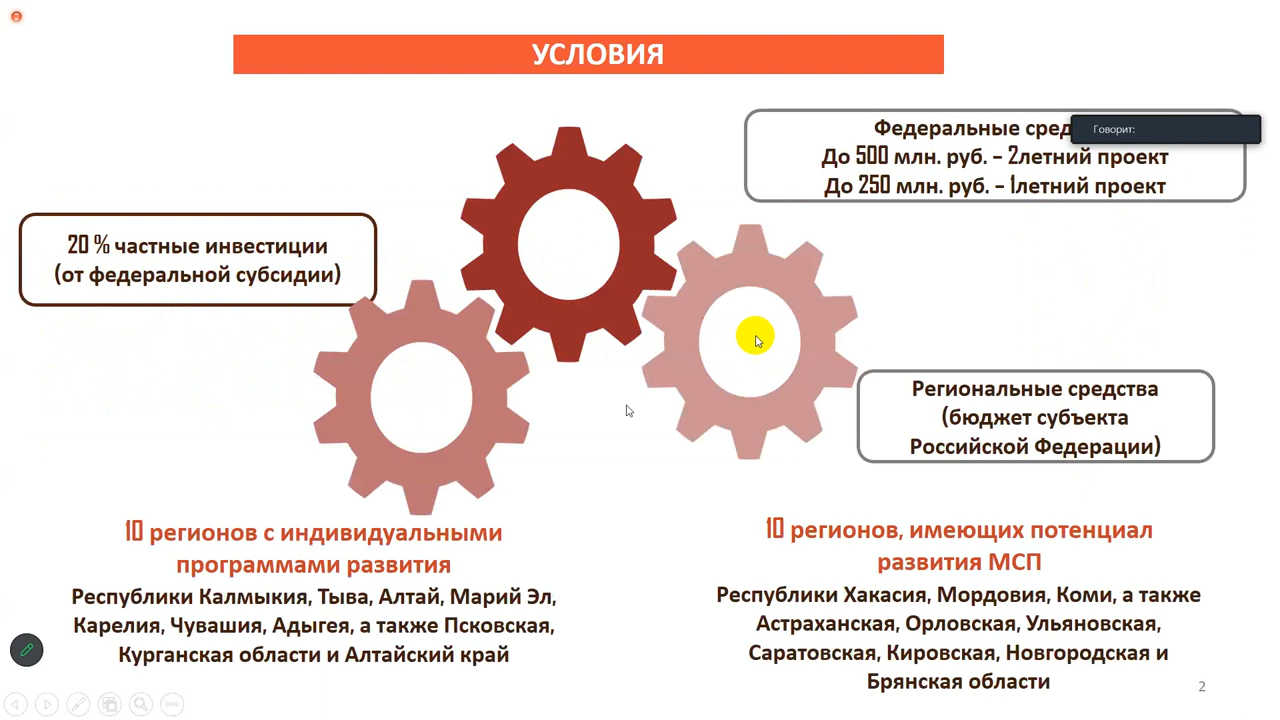 УСЛОВИЯ
Федеральные
Говорит:
До 500 млн. руб. – 2летний проект
До 250 млн. руб. – 1летний проект
20 % частные инвестиции
(от федеральной субсидии)
Региональные средства
(бюджет субъекта
Российской Федерации)
10 регионов с индивидуальными
программами развития
Республики Калмыкия, Тыва, Алтай, Марий Эл,
Карелия, Чувашия, Адыгея, а также Псковская,
Курганская области и Алтайский край
10 регионов, имеющих потенциал
развития МСП
Республики Хакасия, Мордовия, Коми, а также
Астраханская, Орловская, Ульяновская,
Саратовская, Кировская, Новгородская и
Брянская области
2